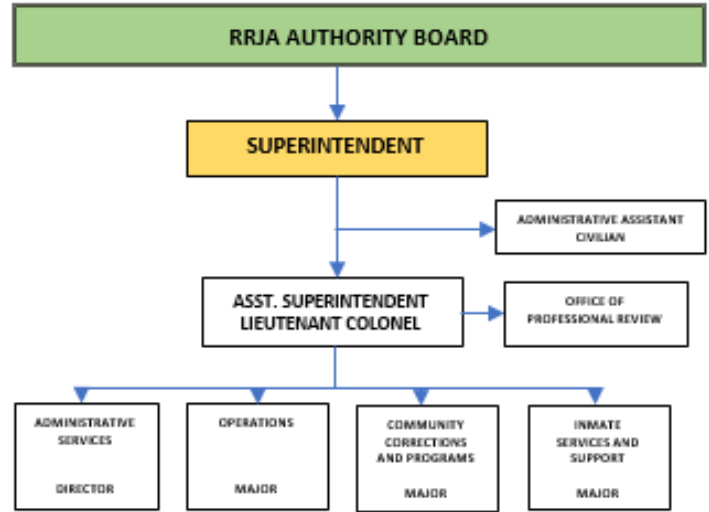 RRJA AUTHORITY BOARD
SUPERINTENDENT
ADMINISTRATIVE ASSISTANT
CIVILIAN
ASST. SUPERINTENDENT
LIEUTENANT COLONEL
OFFICE OF
PROFESSIONAL REVIEW
ADMINISTRATIVE
SERVICES
DIRECTOR
OPERATIONS
MAJOR
COMMUNITY
CORRECTIONS
AND PROGRAMS
MAJOR
INMATE
SERVICES AND
SUPPORT
MAJOR